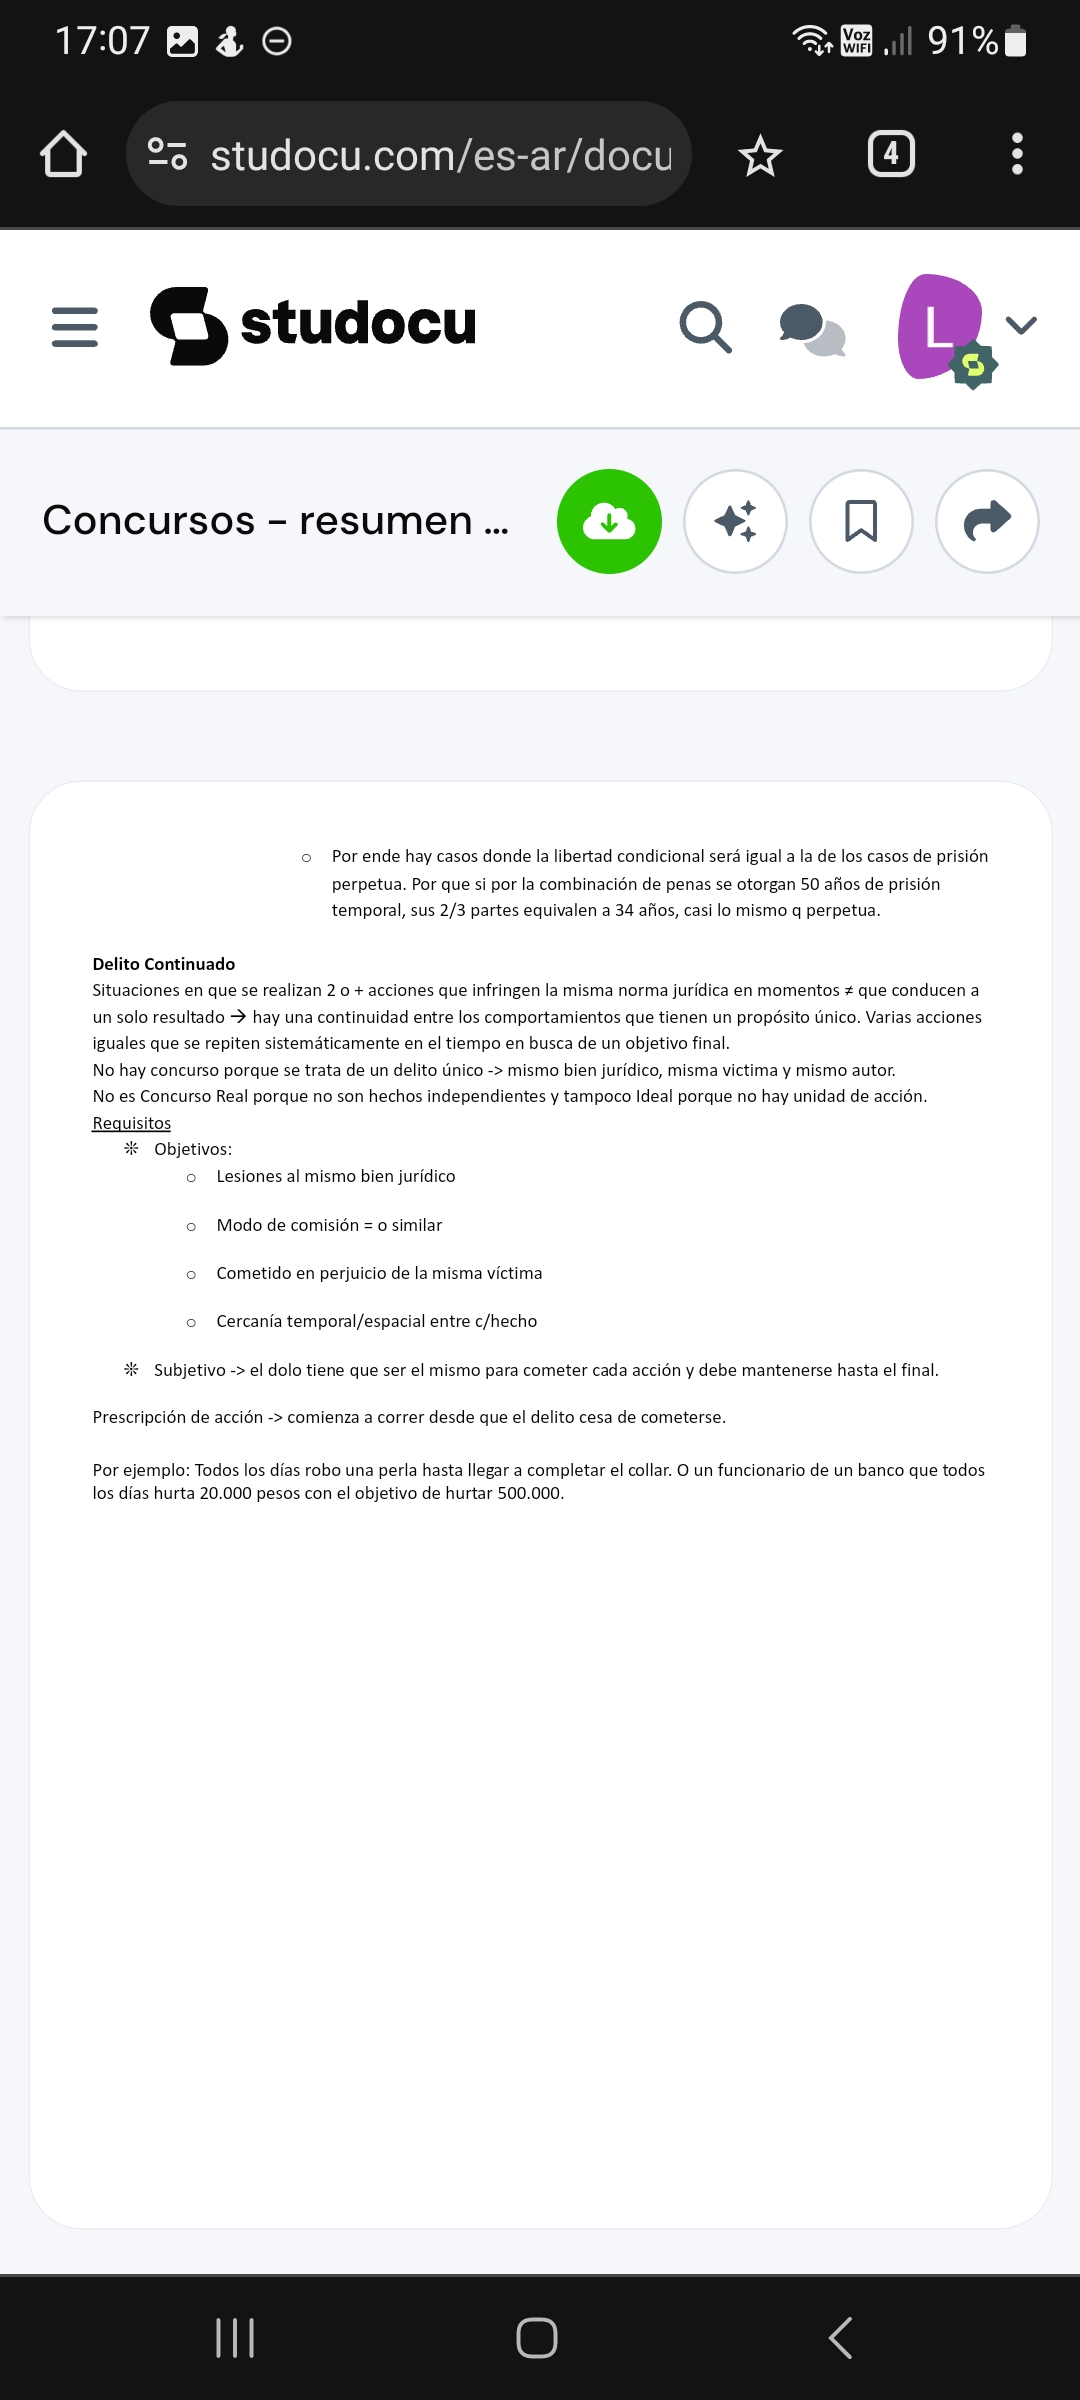 17:07
Voz
WIFI
91%
studocu.com/es-ar/docu
4
studocu
L
Concursos - resumen ...
o Por ende hay casos donde la libertad condicional será igual a la de los casos de prisión
perpetua. Por que si por la combinación de penas se otorgan 50 años de prisión
temporal, sus 2/3 partes equivalen a 34 años, casi lo mismo q perpetua.
Delito Continuado
Situaciones en que se realizan 2 o + acciones que infringen la misma norma jurídica en momentos ≠ que conducen a
un solo resultado → hay una continuidad entre los comportamientos que tienen un propósito único. Varias acciones
iguales que se repiten sistemáticamente en el tiempo en busca de un objetivo final.
No hay concurso porque se trata de un delito único -> mismo bien jurídico, misma victima y mismo autor.
No es Concurso Real porque no son hechos independientes y tampoco Ideal porque no hay unidad de acción.
Requisitos
❊ Objetivos:
o Lesiones al mismo bien jurídico
o Modo de comisión = o similar
o Cometido en perjuicio de la misma víctima
o Cercanía temporal/espacial entre c/hecho
❊ Subjetivo -> el dolo tiene que ser el mismo para cometer cada acción y debe mantenerse hasta el final.
Prescripción de acción -> comienza a correr desde que el delito cesa de cometerse.
Por ejemplo: Todos los días robo una perla hasta llegar a completar el collar. O un funcionario de un banco que todos
los días hurta 20.000 pesos con el objetivo de hurtar 500.000.